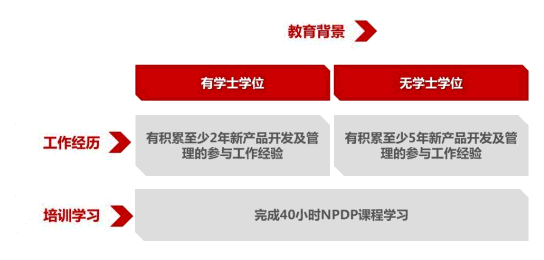 教育背景
有学士学位
无学士学位
工作经历
有积累至少2年新产品开发及管
理的参与工作经验
有积累至少5年新产品开发及管
理的参与工作经验
培训学习
完成40小时NPDP课程学习